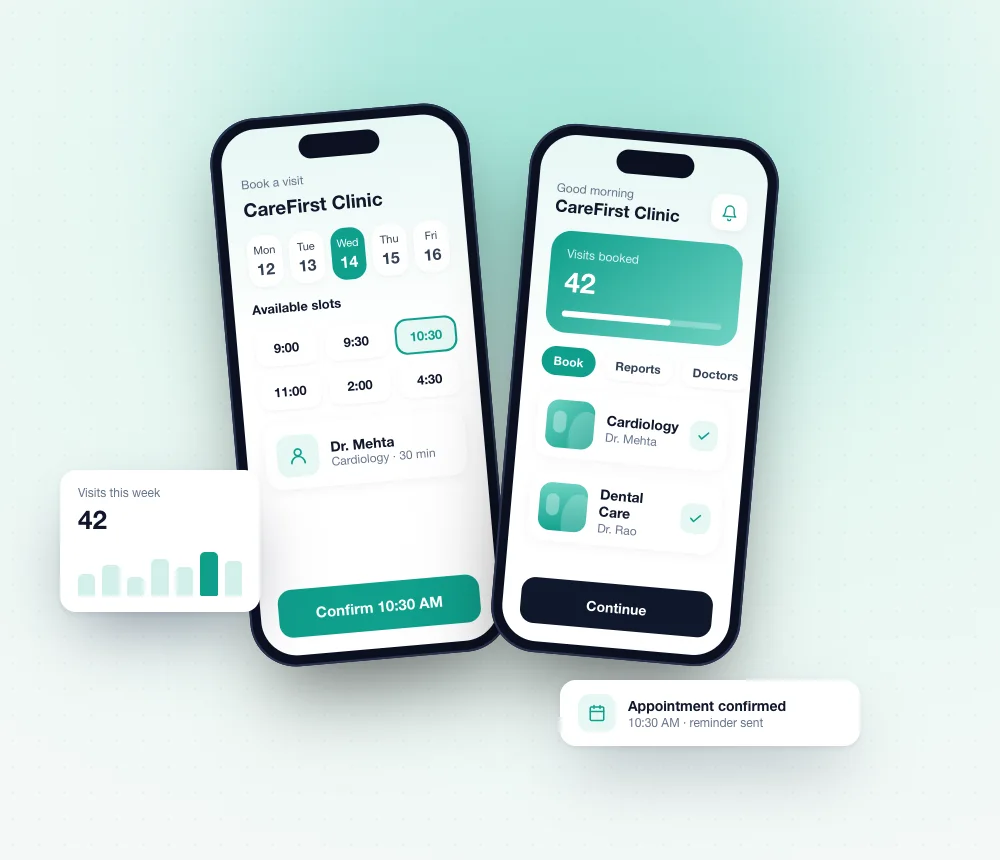 Book a visit
CareFirst Clinic
Mon Tue Wed Thu Fri
12 13 14 15 16
Available slots
9:00 9:30 10:30
11:00 2:00 4:30
Dr. Mehta
Cardiology · 30 min
Confirm 10:30 AM
Visits this week
42
Good morning
CareFirst Clinic
Visits booked
42
Book Reports Doctors
Cardiology
Dr. Mehta
Dental
Care
Dr. Rao
Continue
Appointment confirmed
10:30 AM · reminder sent